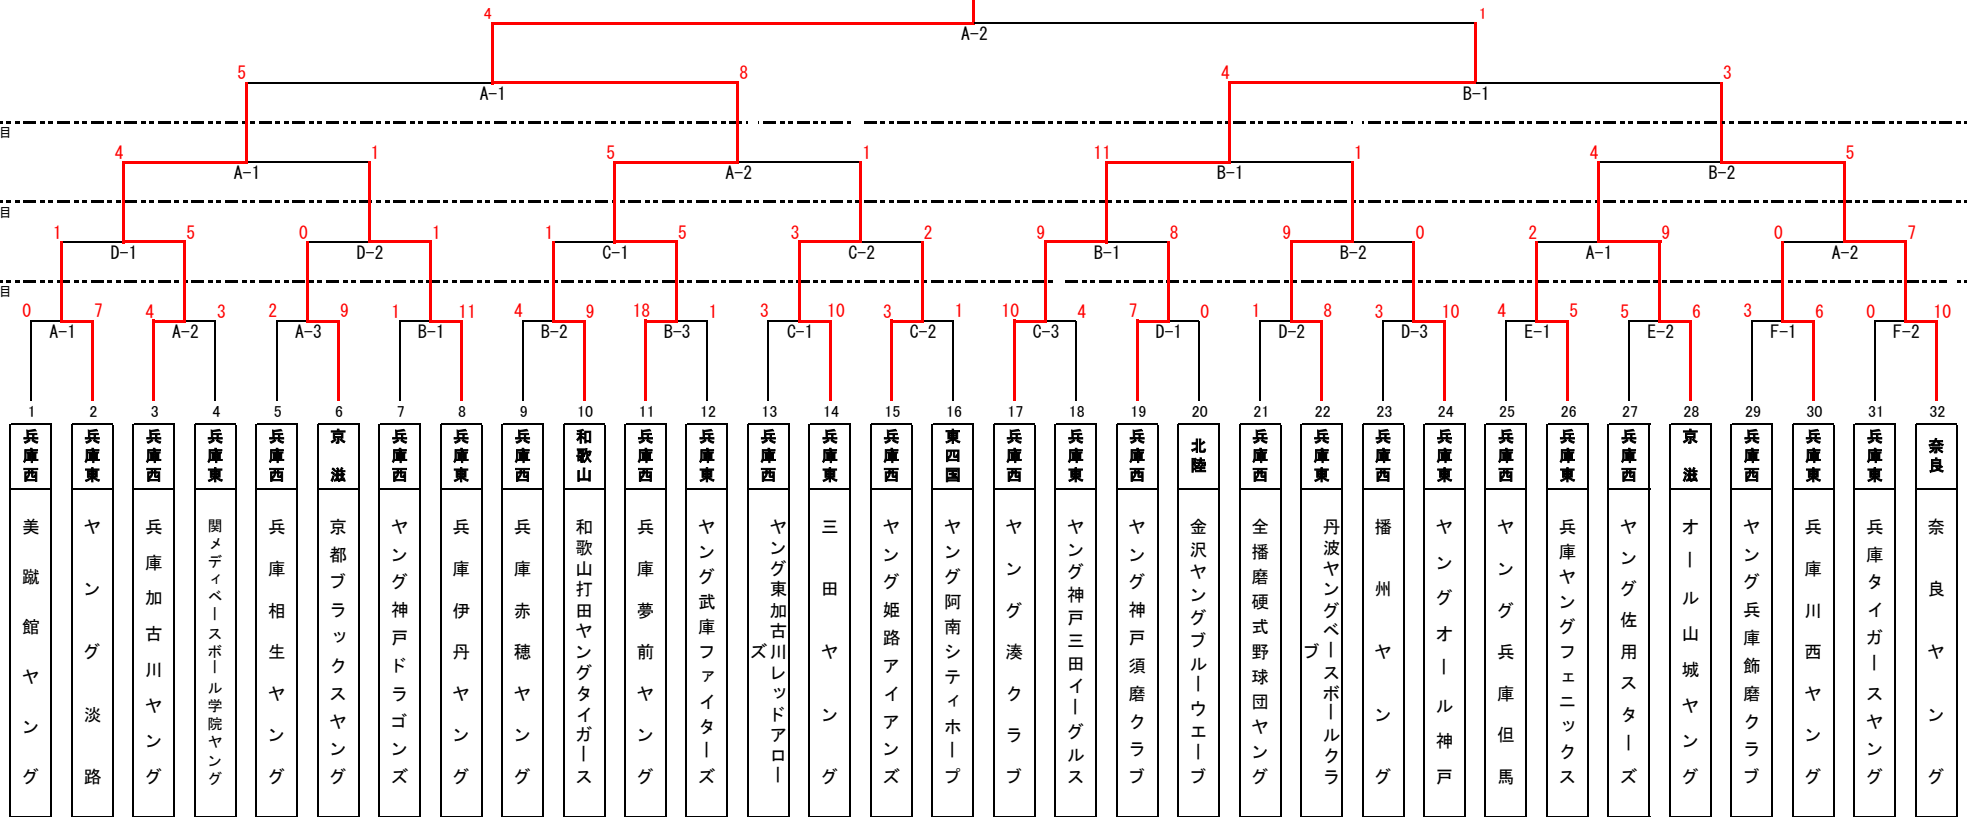 4 1
A-2
5 8 4 3
A-1 B-1
目
4 1 5 1 11 1 4 5
A-1 A-2 B-1 B-2
目
1 5 0 1 1 5 3 2 9 8 9 0 2 9 0 7
D-1 D-2 C-1 C-2 B-1 B-2 A-1 A-2
目
0 7 4 3 2 9 1 11 4 9 18 1 3 10 3 1 10 4 7 0 1 8 3 10 4 5 5 6 3 6 0 10
A-1 A-2 A-3 B-1 B-2 B-3 C-1 C-2 C-3 D-1 D-2 D-3 E-1 E-2 F-1 F-2
1 2 3 4 5 6 7 8 9 10 11 12 13 14 15 16 17 18 19 20 21 22 23 24 25 26 27 28 29 30 31 32
兵庫西
美蹴館ヤング
兵庫東
ヤング淡路
兵庫西
兵庫加古川ヤング
兵庫東
関メディベースボール学院ヤング
兵庫西
兵庫相生ヤング
京滋
京都ブラックスヤング
兵庫西
ヤング神戸ドラゴンズ
兵庫東
兵庫伊丹ヤング
兵庫西
兵庫赤穂ヤング
和歌山
和歌山打田ヤングタイガース
兵庫西
兵庫夢前ヤング
兵庫東
ヤング武庫ファイターズ
兵庫西
ヤング東加古川レッドアロー
ズ
兵庫東
三田ヤング
兵庫西
ヤング姫路アイアンズ
東四国
ヤング阿南シティホープ
兵庫西
ヤング湊クラブ
兵庫東
ヤング神戸三田イーグルス
兵庫西
ヤング神戸須磨クラブ
北陸
金沢ヤングブルーウエーブ
兵庫西
全播磨硬式野球団ヤング
兵庫東
丹波ヤングベースボールクラ
ブ
兵庫西
播州ヤング
兵庫東
ヤングオール神戸
兵庫西
ヤング兵庫但馬
兵庫東
兵庫ヤングフェニックス
兵庫西
ヤング佐用スターズ
京滋
オール山城ヤング
兵庫西
ヤング兵庫飾磨クラブ
兵庫東
兵庫川西ヤング
兵庫東
兵庫タイガースヤング
奈良
奈良ヤング